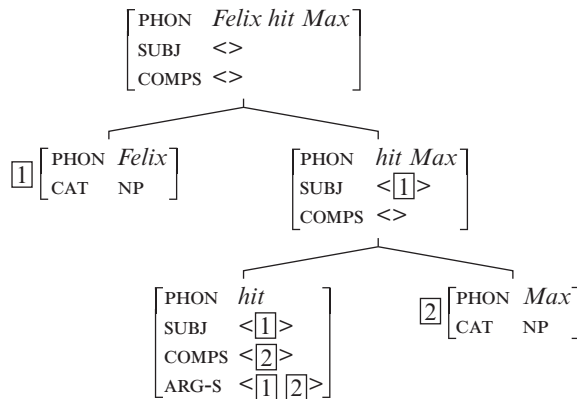 PHON Felix hit Max
SUBJ <>
COMPS <>
1 PHON Felix
CAT NP
PHON hit Max
SUBJ <1>
COMPS <>
PHON hit
SUBJ <1>
COMPS <2>
ARG-S <1 2>
2 PHON Max
CAT NP